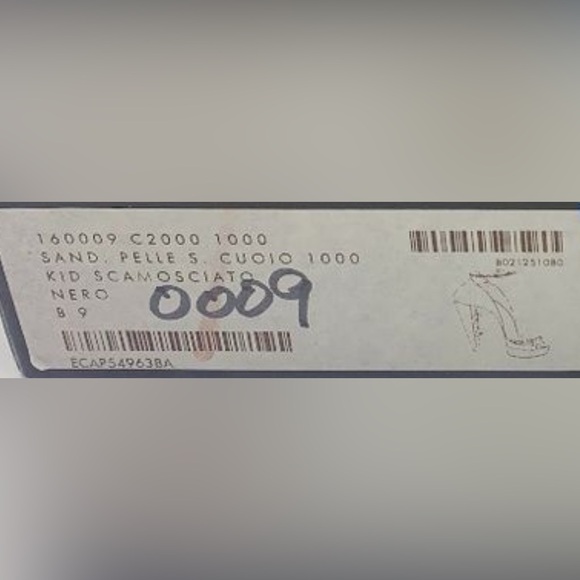 160009 C2000 1000
SAND. PELLE S. CUOIO 1000
KID SCAMOSCIATO
NERO
B 9
0009
ECAP54963BA
8021251080